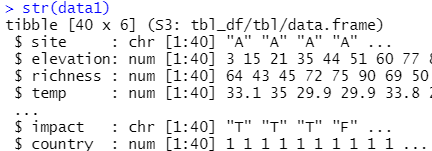 > str(data1)
tibble [40 x 6] (S3: tbl_df/tbl/data.frame)
$ site     : chr [1:40] "A" "A" "A" "A" ...
$ elevation: num [1:40] 3 15 21 35 44 51 60 77
$ richness : num [1:40] 64 43 45 72 75 90 69 50
$ temp     : num [1:40] 33.1 35 29.9 29.9 33.8
...
$ impact   : chr [1:40] "T" "T" "T" "F" ...
$ country  : num [1:40] 1 1 1 1 1 1 1 1 1 1 ...